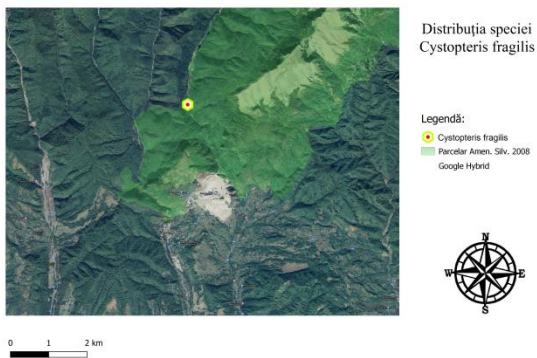 Distribuția speciei
Cystopteris fragilis
Legendă:
Cystopteris fragilis
Parcelar Amen. Silv. 2008
Google Hybrid
N
W
E
S
0 1 2 km